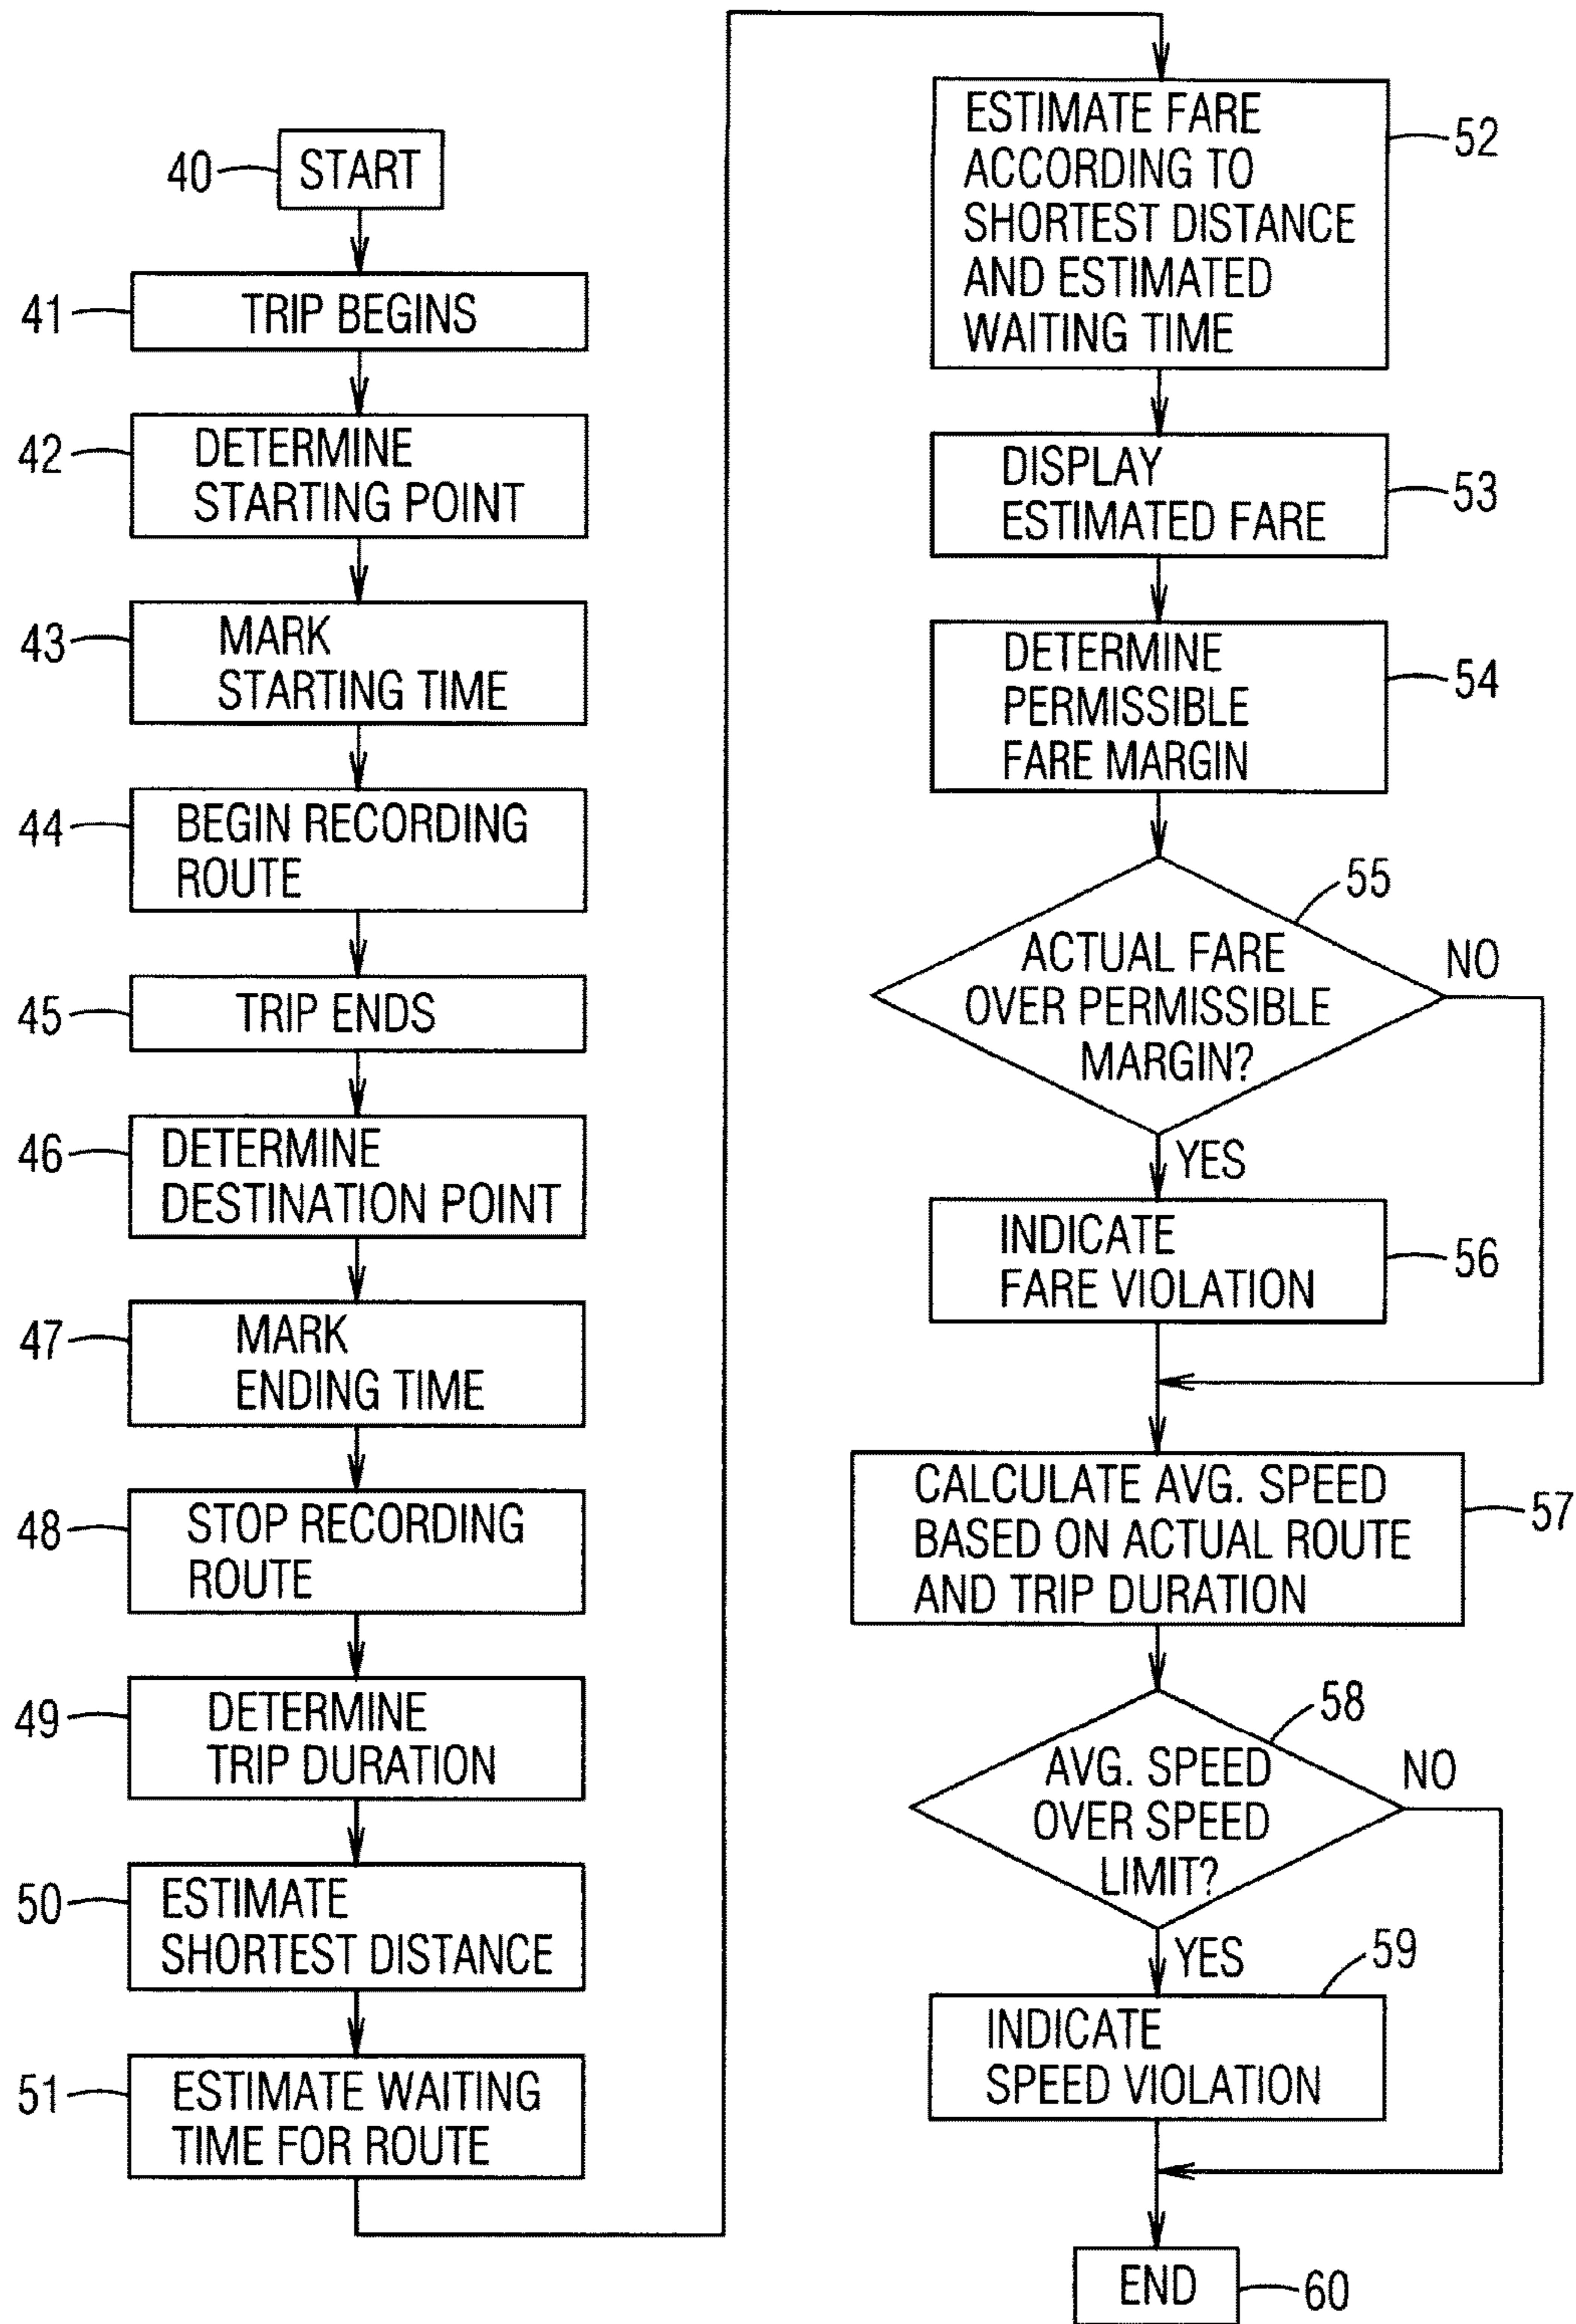 40
START
41
TRIP BEGINS
42
DETERMINE
STARTING POINT
43
MARK
STARTING TIME
44
BEGIN RECORDING
ROUTE
45
TRIP ENDS
46
DETERMINE
DESTINATION POINT
47
MARK
ENDING TIME
48
STOP RECORDING
ROUTE
49
DETERMINE
TRIP DURATION
50
ESTIMATE
SHORTEST DISTANCE
51
ESTIMATE WAITING
TIME FOR ROUTE
ESTIMATE FARE
ACCORDING TO
SHORTEST DISTANCE
AND ESTIMATED
WAITING TIME
52
DISPLAY
ESTIMATED FARE
53
DETERMINE
PERMISSIBLE
FARE MARGIN
54
55
ACTUAL FARE
OVER PERMISSIBLE
MARGIN?
NO
YES
INDICATE
FARE VIOLATION
56
CALCULATE AVG. SPEED
BASED ON ACTUAL ROUTE
AND TRIP DURATION
57
58
AVG. SPEED
OVER SPEED
LIMIT?
NO
YES
59
INDICATE
SPEED VIOLATION
END
60